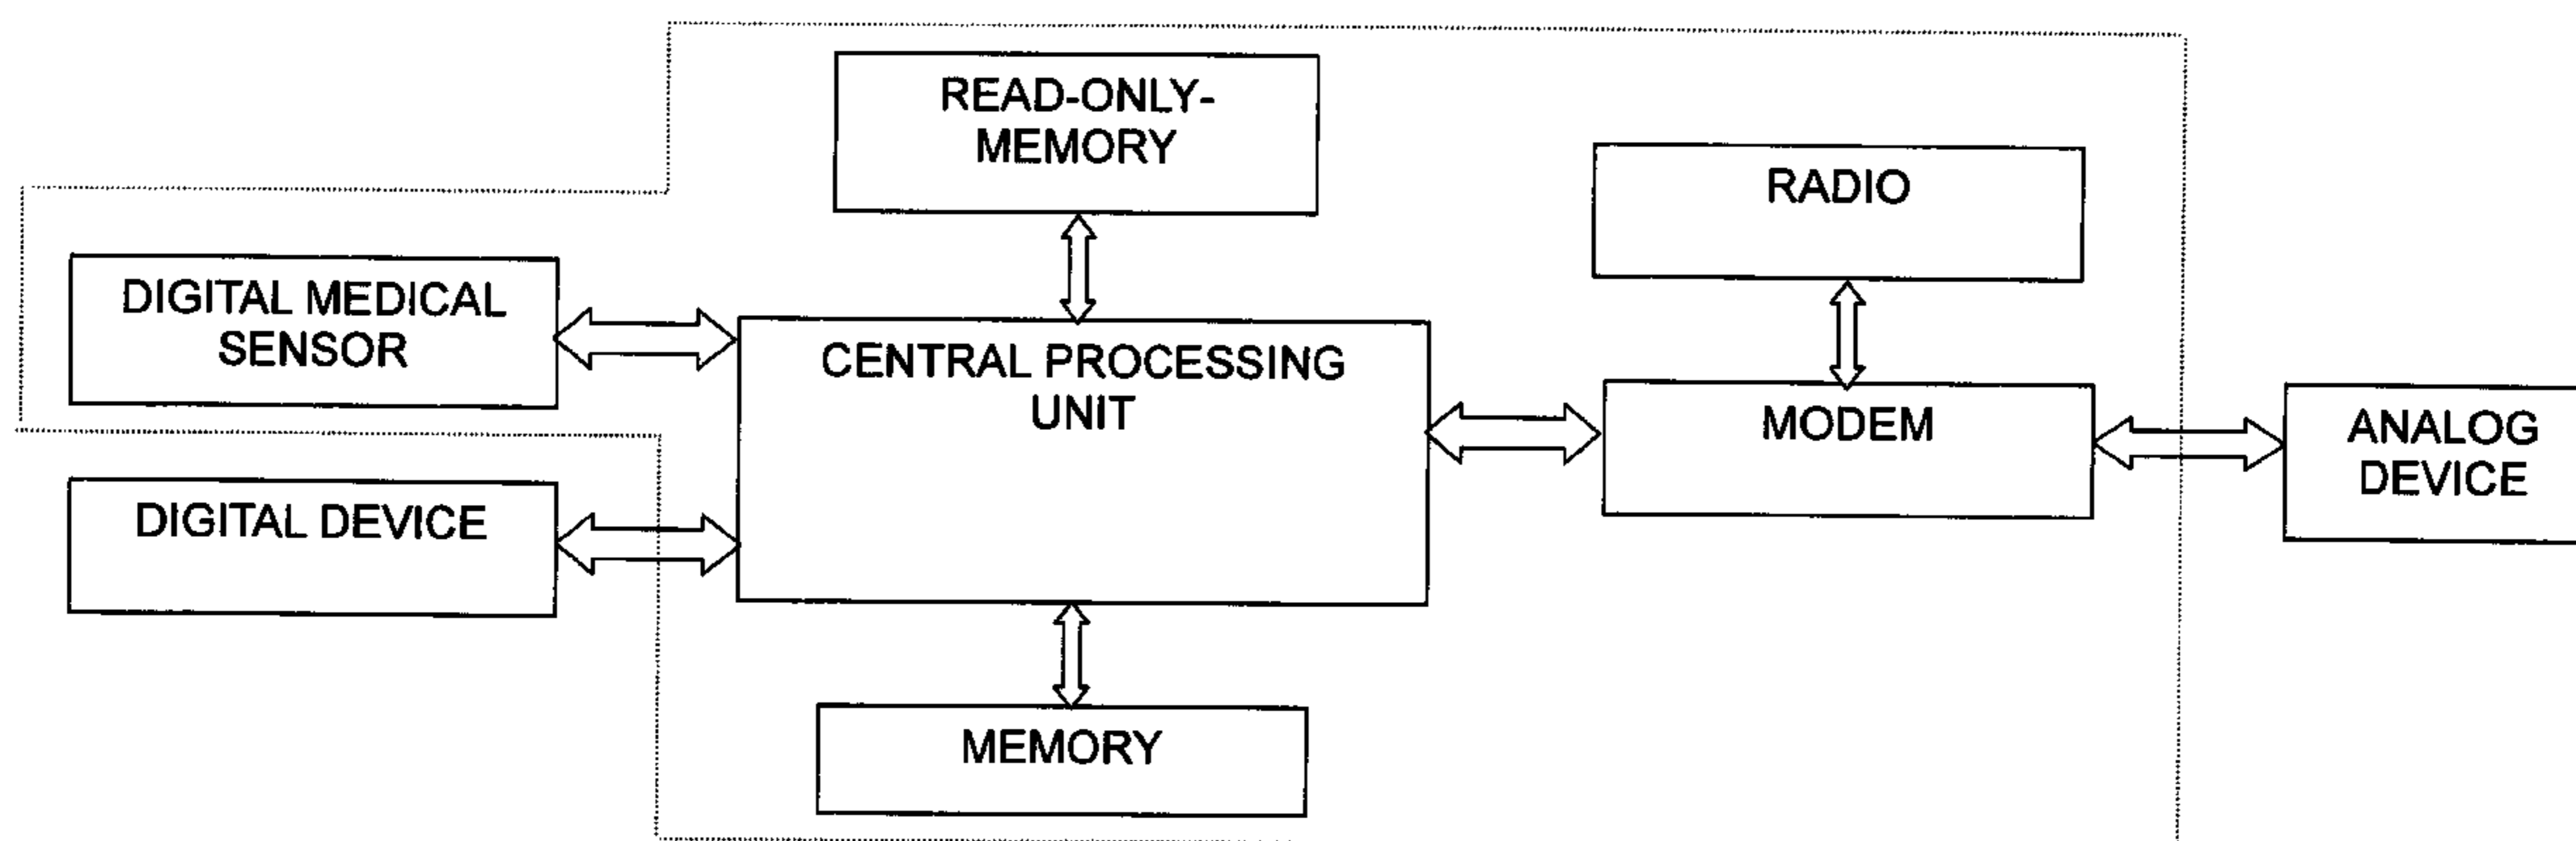 READ-ONLY-
MEMORY
RADIO
DIGITAL MEDICAL
SENSOR
CENTRAL PROCESSING
UNIT
MODEM
ANALOG
DEVICE
DIGITAL DEVICE
MEMORY